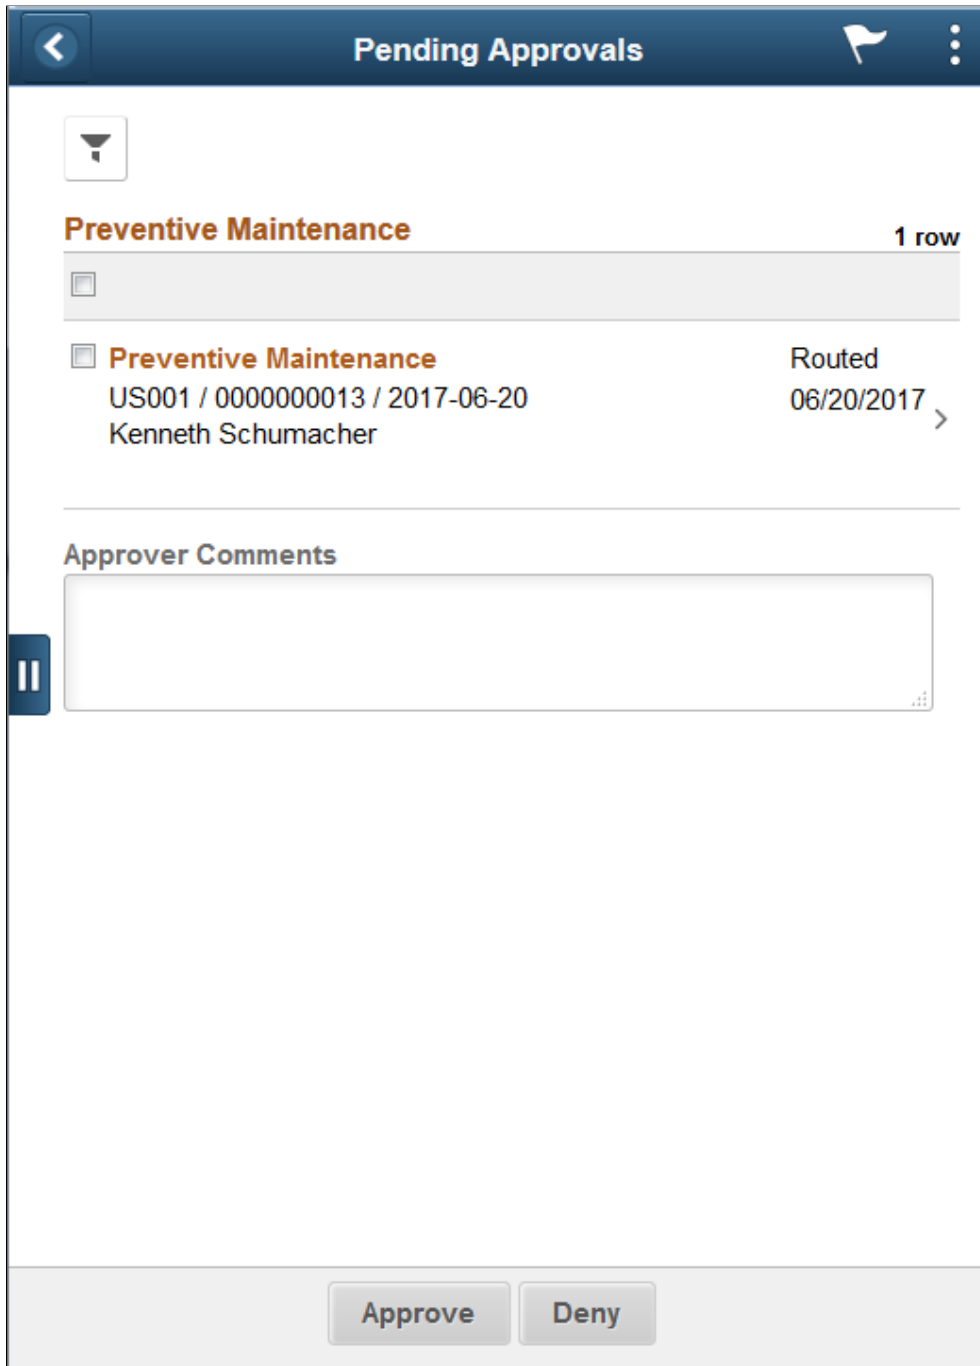 Pending Approvals
Preventive Maintenance
1 row
Preventive Maintenance
Routed
US001 / 0000000013 / 2017-06-20
06/20/2017
Kenneth Schumacher
Approver Comments
Approve
Deny